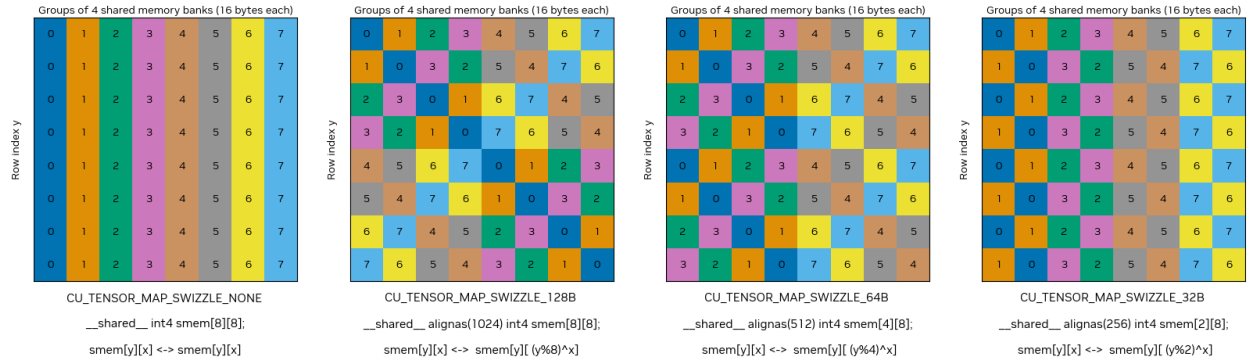 Groups of 4 shared memory banks (16 bytes each)
Row index y
0 1 2 3 4 5 6 7
0 1 2 3 4 5 6 7
0 1 2 3 4 5 6 7
0 1 2 3 4 5 6 7
0 1 2 3 4 5 6 7
0 1 2 3 4 5 6 7
0 1 2 3 4 5 6 7
0 1 2 3 4 5 6 7
CU_TENSOR_MAP_SWIZZLE_NONE
__shared__ int4 smem[8][8];
smem[y][x] <-> smem[y][x]
Groups of 4 shared memory banks (16 bytes each)
Row index y
0 1 2 3 4 5 6 7
1 0 3 2 5 4 7 6
2 3 0 1 6 7 4 5
3 2 1 0 7 6 5 4
4 5 6 7 0 1 2 3
5 4 7 6 1 0 3 2
6 7 4 5 2 3 0 1
7 6 5 4 3 2 1 0
CU_TENSOR_MAP_SWIZZLE_128B
__shared__ alignas(1024) int4 smem[8][8];
smem[y][x] <-> smem[y][ (y%8)^x]
Groups of 4 shared memory banks (16 bytes each)
Row index y
0 1 2 3 4 5 6 7
1 0 3 2 5 4 7 6
2 3 0 1 6 7 4 5
3 2 1 0 7 6 5 4
0 1 2 3 4 5 6 7
1 0 3 2 5 4 7 6
2 3 0 1 6 7 4 5
3 2 1 0 7 6 5 4
CU_TENSOR_MAP_SWIZZLE_64B
__shared__ alignas(512) int4 smem[4][8];
smem[y][x] <-> smem[y][ (y%4)^x]
Groups of 4 shared memory banks (16 bytes each)
Row index y
0 1 2 3 4 5 6 7
1 0 3 2 5 4 7 6
0 1 2 3 4 5 6 7
1 0 3 2 5 4 7 6
0 1 2 3 4 5 6 7
1 0 3 2 5 4 7 6
0 1 2 3 4 5 6 7
1 0 3 2 5 4 7 6
CU_TENSOR_MAP_SWIZZLE_32B
__shared__ alignas(256) int4 smem[2][8];
smem[y][x] <-> smem[y][ (y%2)^x]